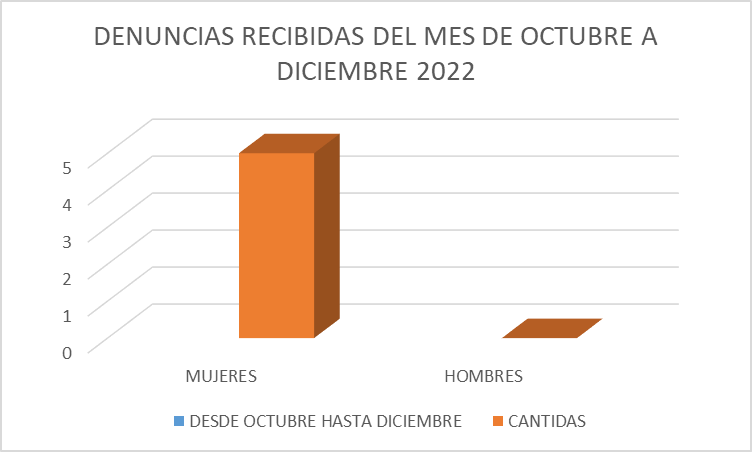 DENUNCIAS RECIBIDAS DEL MES DE OCTUBRE A
DICIEMBRE 2022
5
4
3
2
1
0
MUJERES
HOMBRES
DESDE OCTUBRE HASTA DICIEMBRE
CANTIDAS